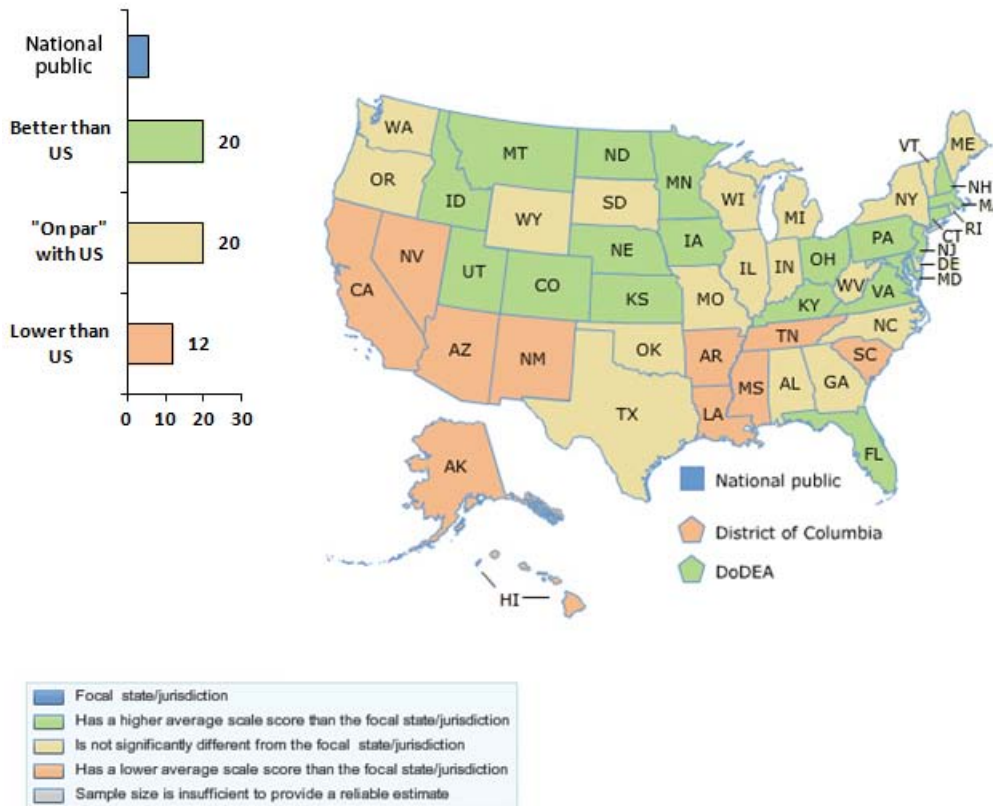 National
public
Better than
US
20
"On par"
with US
20
Lower than
US
12
0 10 20 30
WA
OR
CA
NV
ID
MT
WY
UT
CO
AZ
NM
ND
SD
NE
KS
OK
TX
MN
IA
MO
AR
LA
WI
IL
MI
IN
OH
KY
TN
MS
AL
GA
FL
SC
NC
VA
WV
PA
NY
VT
ME
NH
MA
RI
CT
NJ
DE
MD
AK
HI
National public
District of Columbia
DoDEA
Focal state/jurisdiction
Has a higher average scale score than the focal state/jurisdiction
Is not significantly different from the focal state/jurisdiction
Has a lower average scale score than the focal state/jurisdiction
Sample size is insufficient to provide a reliable estimate